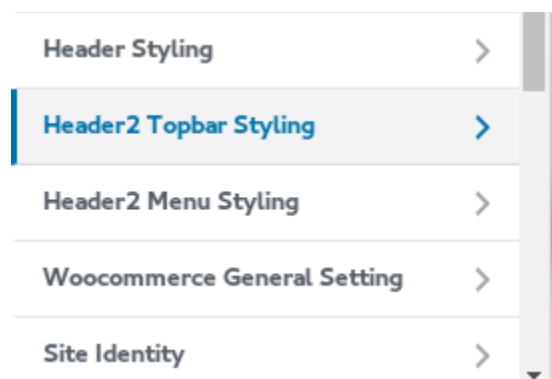 Header Styling
Header2 Topbar Styling
Header2 Menu Styling
Woocommerce General Setting
Site Identity